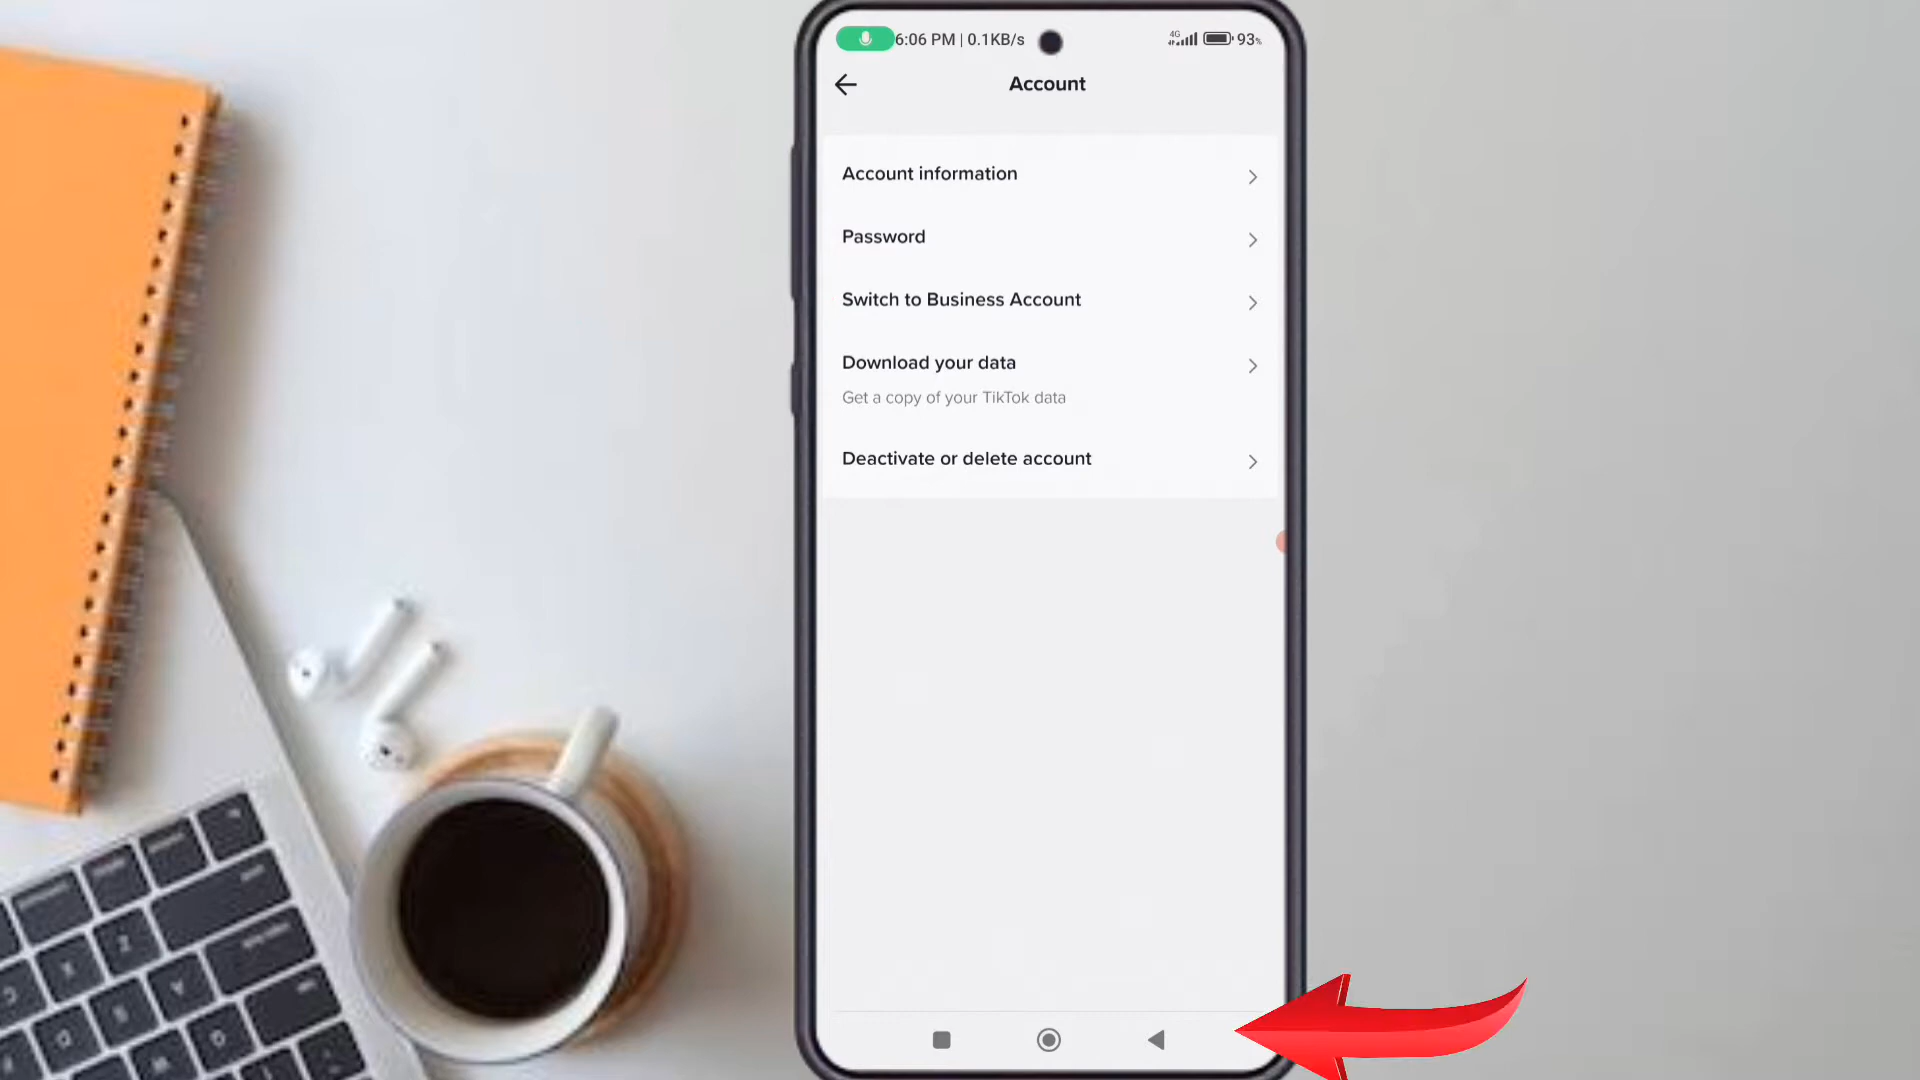 6:06 PM | 0.1KB/s
4G
93%
Account
Account information
Password
Switch to Business Account
Download your data
Get a copy of your TikTok data
Deactivate or delete account